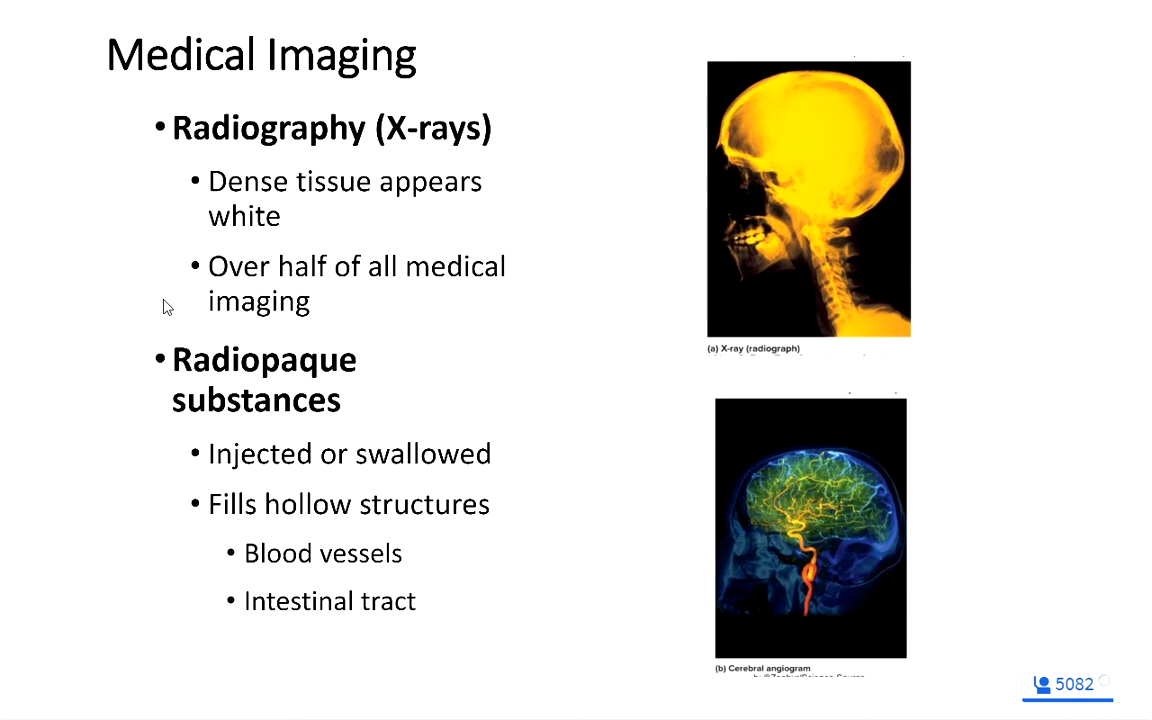 Medical Imaging
• Radiography (X-rays)
• Dense tissue appears
white
• Over half of all medical
imaging
• Radiopaque
substances
• Injected or swallowed
• Fills hollow structures
• Blood vessels
• Intestinal tract
(a) X-ray (radiograph)
(b) Cerebral angiogram
5082